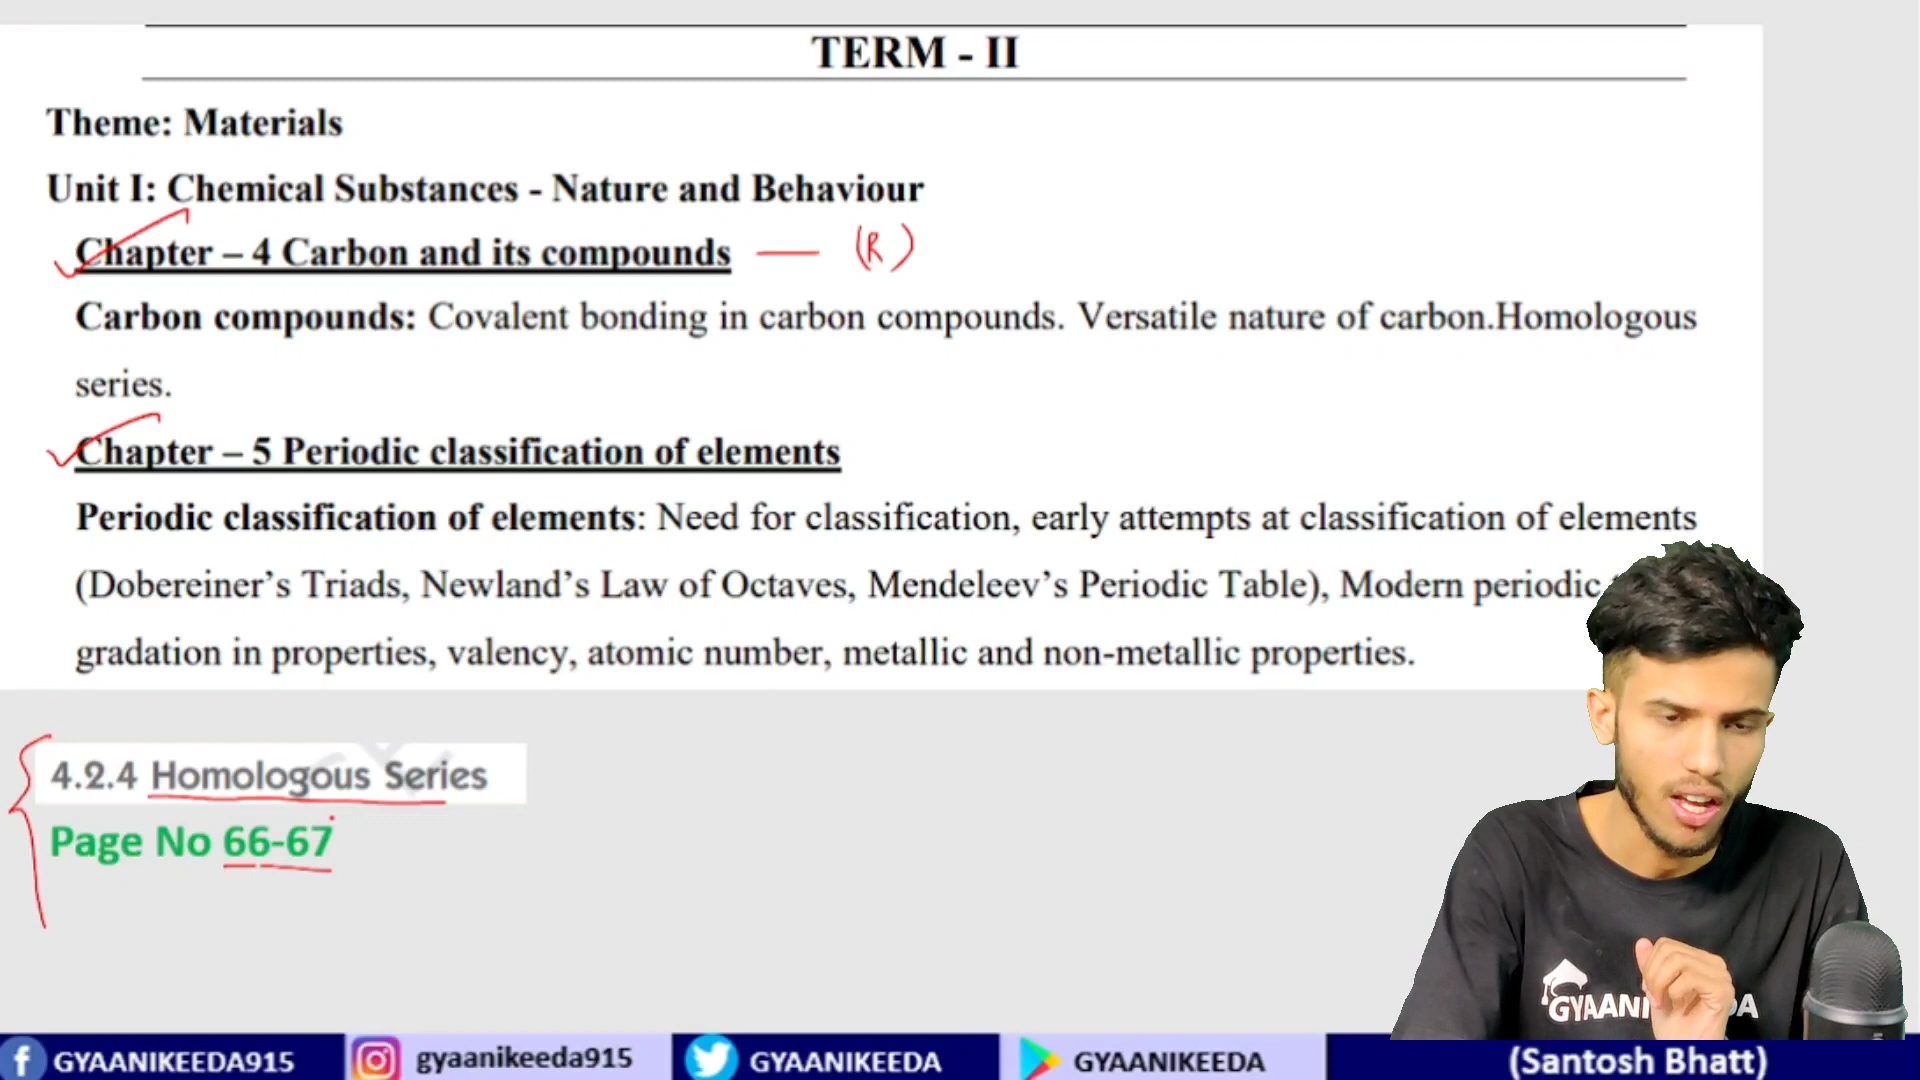 TERM - II
Theme: Materials
Unit I: Chemical Substances - Nature and Behaviour
Chapter – 4 Carbon and its compounds — (R)
Carbon compounds: Covalent bonding in carbon compounds. Versatile nature of carbon.Homologous
series.
Chapter – 5 Periodic classification of elements
Periodic classification of elements: Need for classification, early attempts at classification of elements
(Dobereiner’s Triads, Newland’s Law of Octaves, Mendeleev’s Periodic Table), Modern periodic
gradation in properties, valency, atomic number, metallic and non-metallic properties.
4.2.4 Homologous Series
Page No 66-67
GYAANI DA
GYAANIKEEDA915 gyaanikeeda915 GYAANIKEEDA GYAANIKEEDA (Santosh Bhatt)